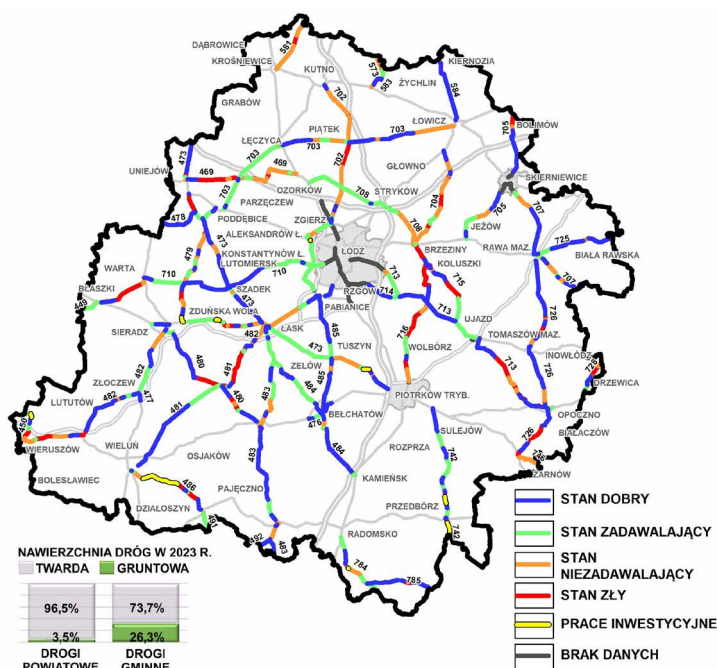 DĄBROWICE
581
KROŚNIEWICE
KUTNO
573
583
ŻYCHLIN
KIERNOZIA
584
GRABÓW
702
ŁOWICZ
BOLIMÓW
705
PIĄTEK
703
ŁĘCZYCA
703
703
GŁOWNO
473
469
469
702
UNIEJÓW
SKIERNIEWICE
OZORKÓW
708
STRYKÓW
704
703
PARZĘCZEW
705
707
ZGIERZ
JEŻÓW
478
PODDĘBICE
708
ALEKSANDRÓW Ł.
BRZEZINY
RAWA MAZ.
725
479
473
KONSTANTYNÓW Ł.
ŁÓDŹ
KOLUSZKI
BIAŁA RAWSKA
LUTOMIERSK
WARTA
710
710
713
715
707
BŁASZKI
SZADEK
RZGÓW
714
449
473
PABIANICE
713
ZDUŃSKA WOLA
726
UJAZD
SIERADZ
482
ŁASK
485
716
TUSZYN
WOLBÓRZ
TOMASZÓW MAZ.
473
INOWŁÓDZ
480
481
ZELÓW
713
728
482
ZŁOCZEW
483
484
485
726
DRZEWICA
477
480
PIOTRKÓW TRYB.
LUTUTÓW
482
481
BEŁCHATÓW
OPOCZNO
450
476
SULEJÓW
726
BIAŁACZÓW
WIERUSZÓW
WIELUŃ
OSJAKÓW
483
484
ROZPRZA
742
746
ŻARNÓW
BOLESŁAWIEC
PAJĘCZNO
KAMIEŃSK
486
DZIAŁOSZYN
PRZEDBÓRZ
491
742
492
483
RADOMSKO
784
785
STAN DOBRY
STAN ZADAWALAJĄCY
STAN
NIEZADAWALAJĄCY
STAN ZŁY
PRACE INWESTYCYJNE
BRAK DANYCH
NAWIERZCHNIA DRÓG W 2023 R.
TWARDA GRUNTOWA
96,5% 73,7%
3,5% 26,3%
DROGI DROGI
POWIATOWE GMINNE